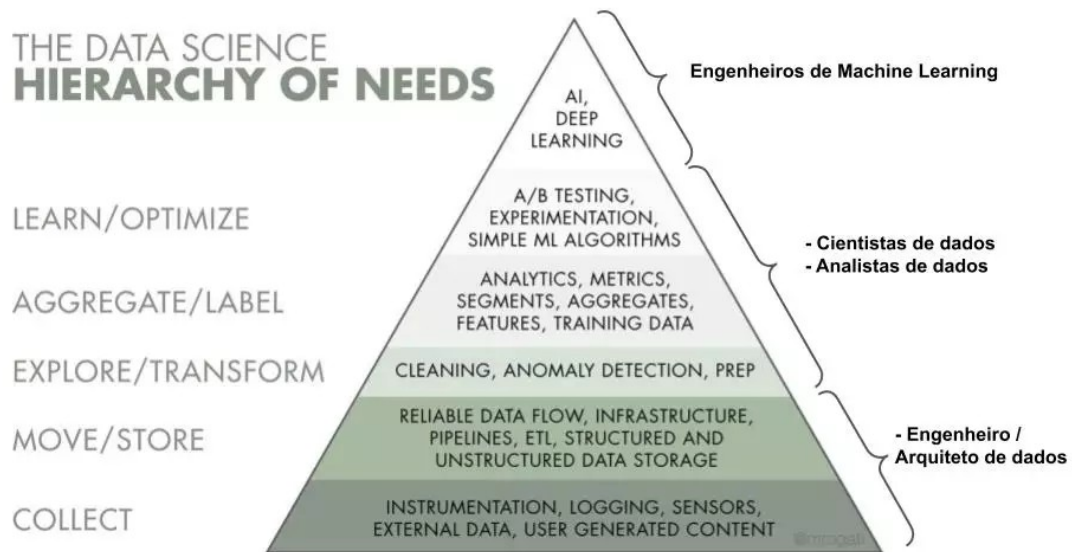 THE DATA SCIENCE
HIERARCHY OF NEEDS
Engenheiros de Machine Learning
AI,
DEEP
LEARNING
LEARN/OPTIMIZE
A/B TESTING,
EXPERIMENTATION,
SIMPLE ML ALGORITHMS
- Cientistas de dados
- Analistas de dados
AGGREGATE/LABEL
ANALYTICS, METRICS,
SEGMENTS, AGGREGATES,
FEATURES, TRAINING DATA
EXPLORE/TRANSFORM
CLEANING, ANOMALY DETECTION, PREP
MOVE/STORE
RELIABLE DATA FLOW, INFRASTRUCTURE,
PIPELINES, ETL, STRUCTURED AND
UNSTRUCTURED DATA STORAGE
- Engenheiro /
Arquiteto de dados
COLLECT
INSTRUMENTATION, LOGGING, SENSORS,
EXTERNAL DATA, USER GENERATED CONTENT